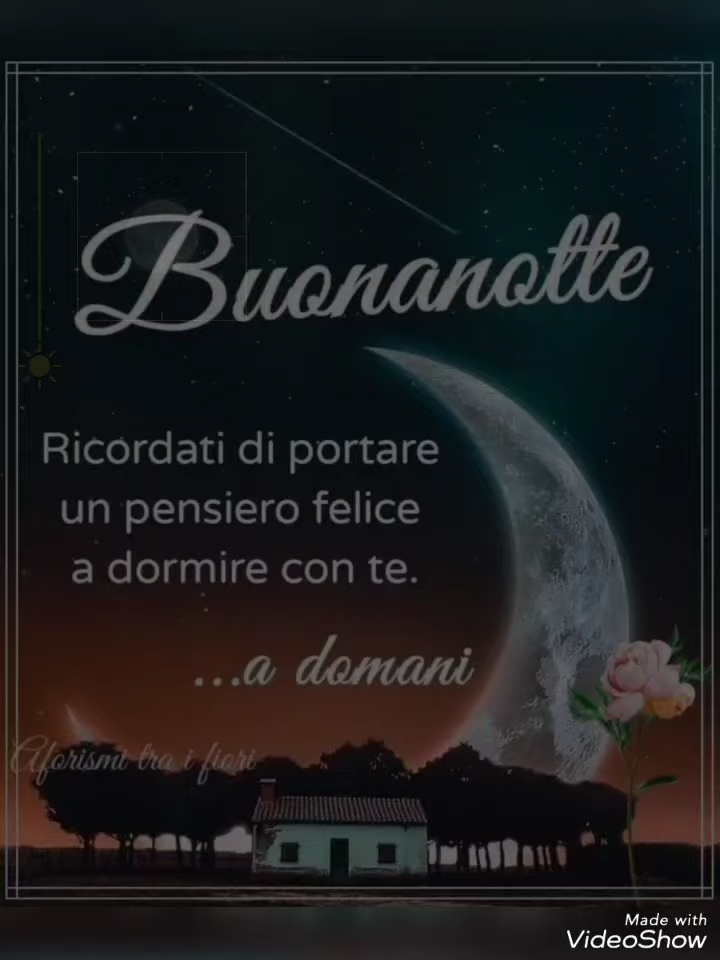 Buonanotte
Ricordati di portare
un pensiero felice
a dormire con te.
...a domani
Aforismi tra i fiori
Made with
VideoShow